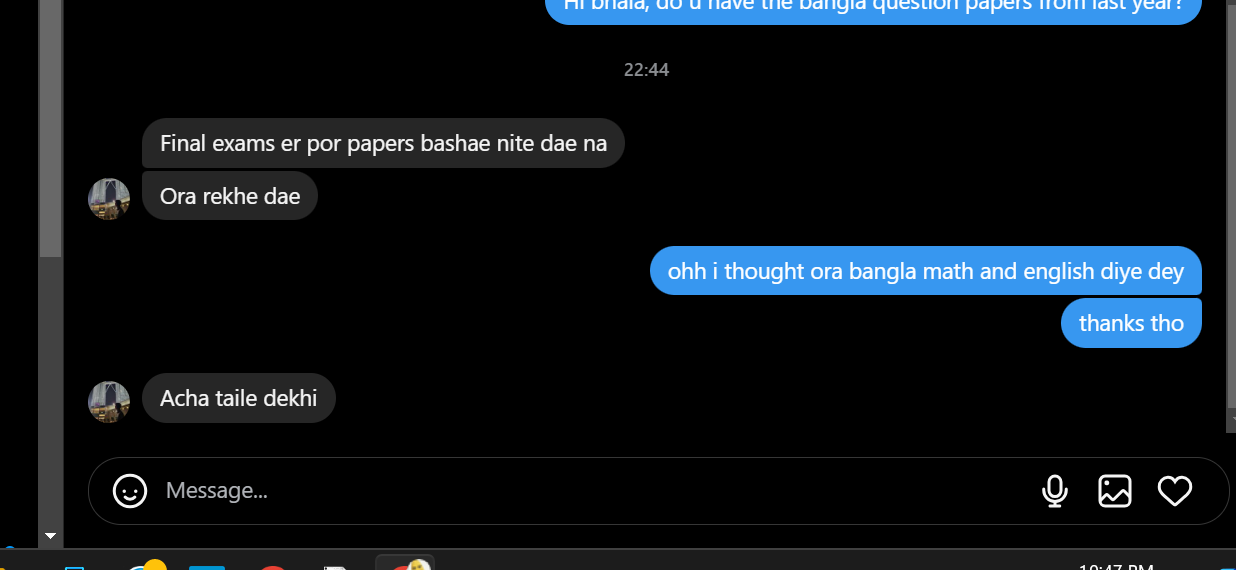 Hi bhaia, do u have the bangla question papers from last year?
22:44
Final exams er por papers bashae nite dae na
Ora rekhe dae
ohh i thought ora bangla math and english diye dey
thanks tho
Acha taile dekhi
Message...
10:47 PM